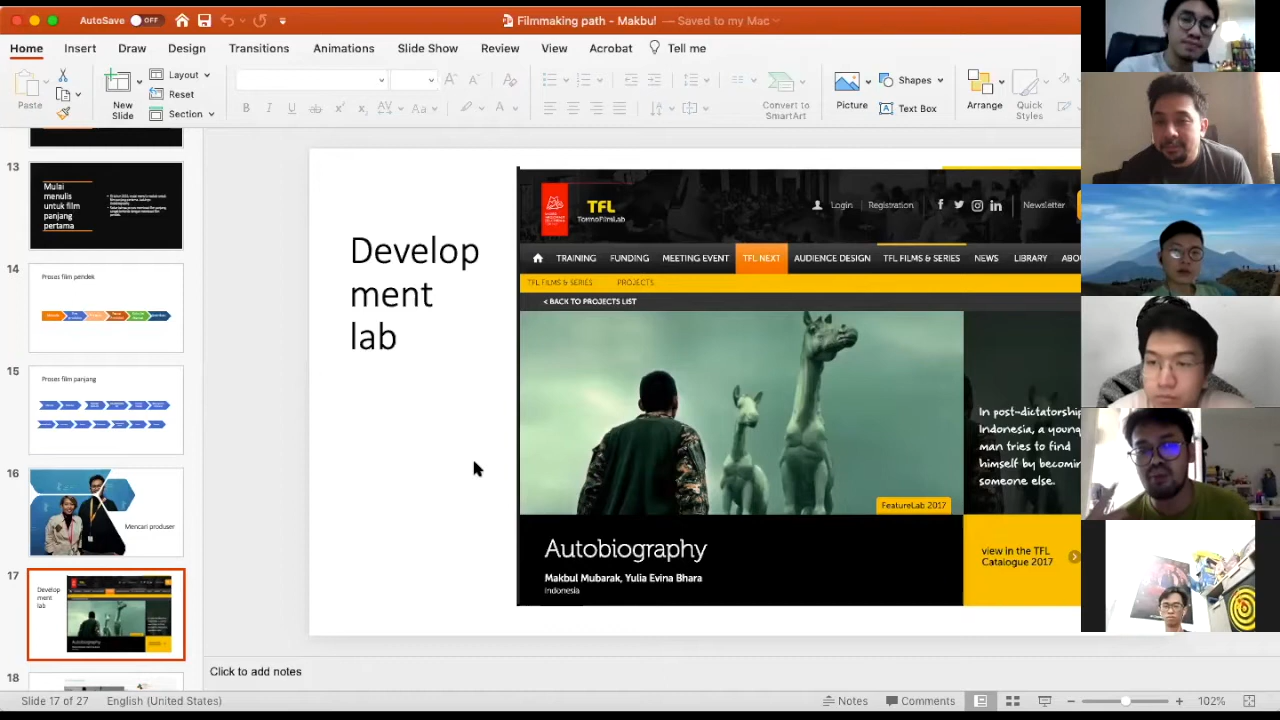 AutoSave OFF
Filmmaking path - Makbul — Saved to my Mac
Home Insert Draw Design Transitions Animations Slide Show Review View Acrobat Tell me
Paste
New Slide
Layout
Reset
Section
Convert to SmartArt
Picture
Shapes
Text Box
Arrange
Quick Styles
13
Mulai
menulis
untuk film
panjang
pertama
14
Proses film pendek
15
Proses film panjang
16
Mencari produser
17
Develop
ment
lab
18
Develop
ment
lab
TFL
TorinoFilmLab
Login Registration Newsletter
TRAINING FUNDING MEETING EVENT TFL NEXT AUDIENCE DESIGN TFL FILMS & SERIES NEWS LIBRARY ABO
TFL FILMS & SERIES PROJECTS
< BACK TO PROJECTS LIST
In post-dictatorship
Indonesia, a young
man tries to find
himself by becomi
someone else.
FeatureLab 2017
Autobiography
Makbul Mubarak, Yulia Evina Bhara
Indonesia
view in the TFL
Catalogue 2017
Click to add notes
Slide 17 of 27 English (United States) Notes Comments 102%